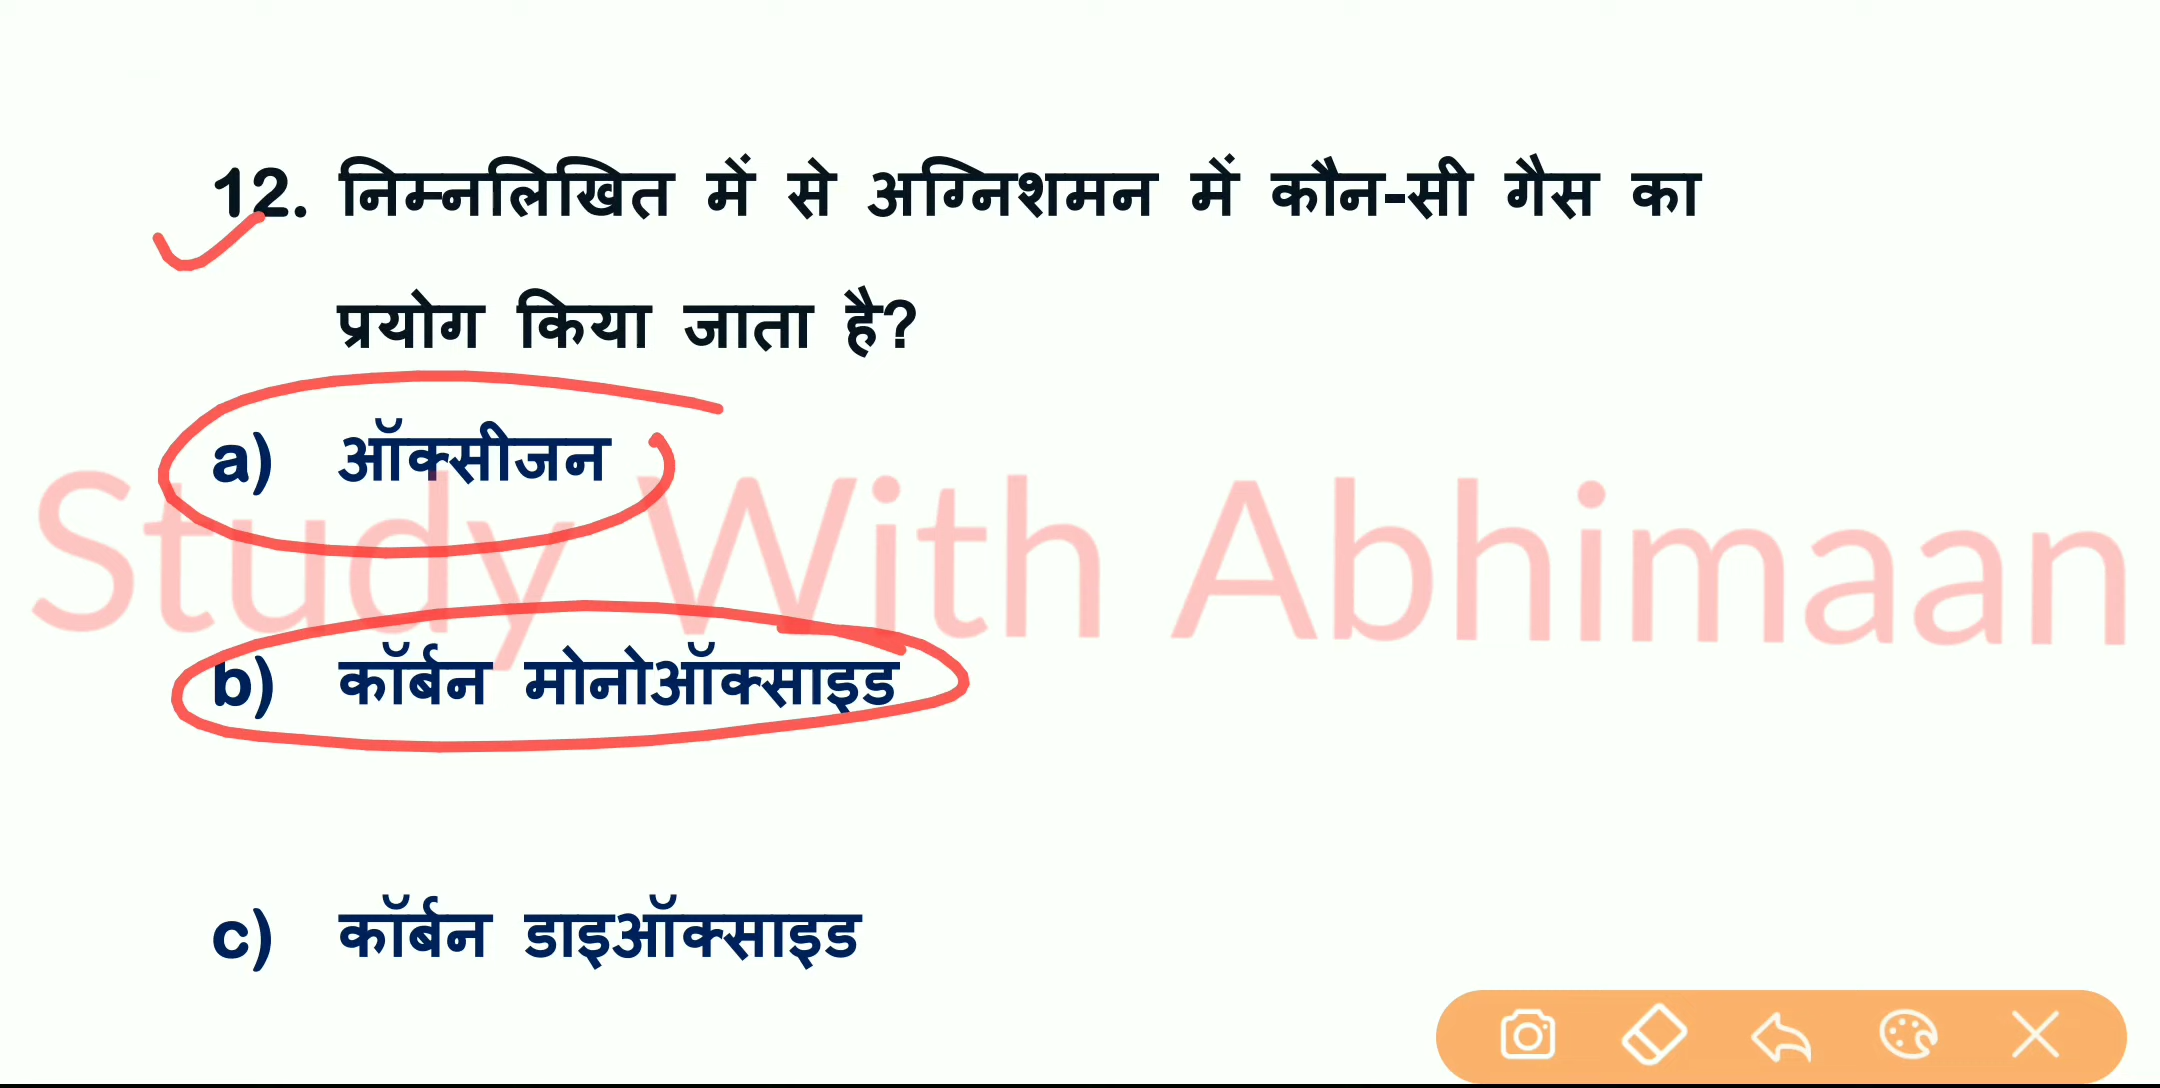 12. निम्नलिखित में से अग्निशमन में कौन-सी गैस का
प्रयोग किया जाता है?
a) ऑक्सीजन
Study With Abhimaan
b) कॉर्बन मोनोऑक्साइड
c) कॉर्बन डाइऑक्साइड